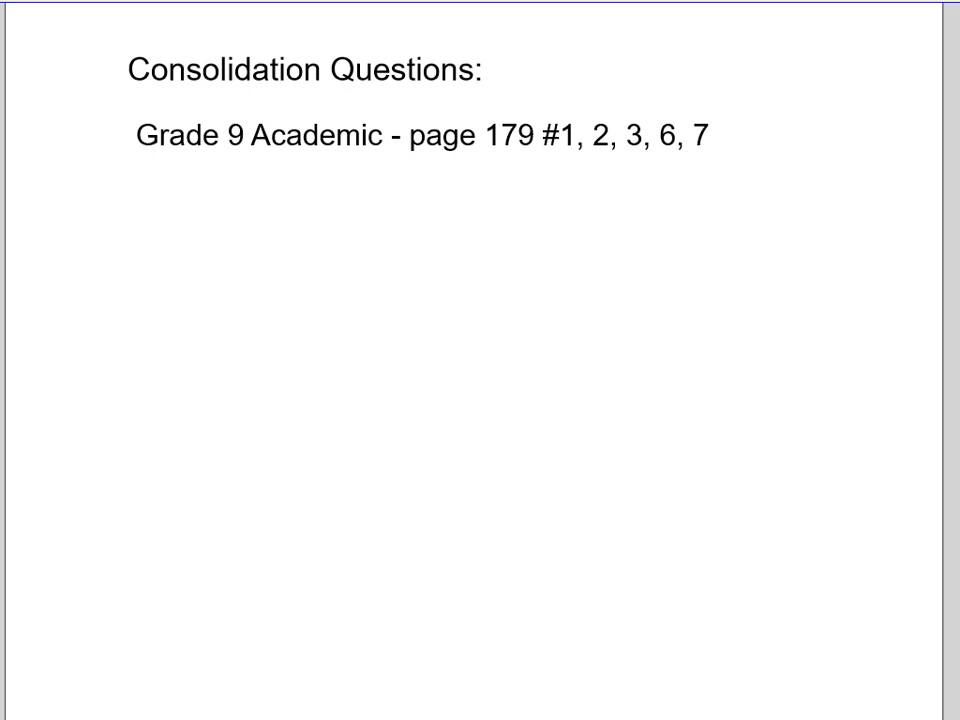 Consolidation Questions:
Grade 9 Academic - page 179 #1, 2, 3, 6, 7